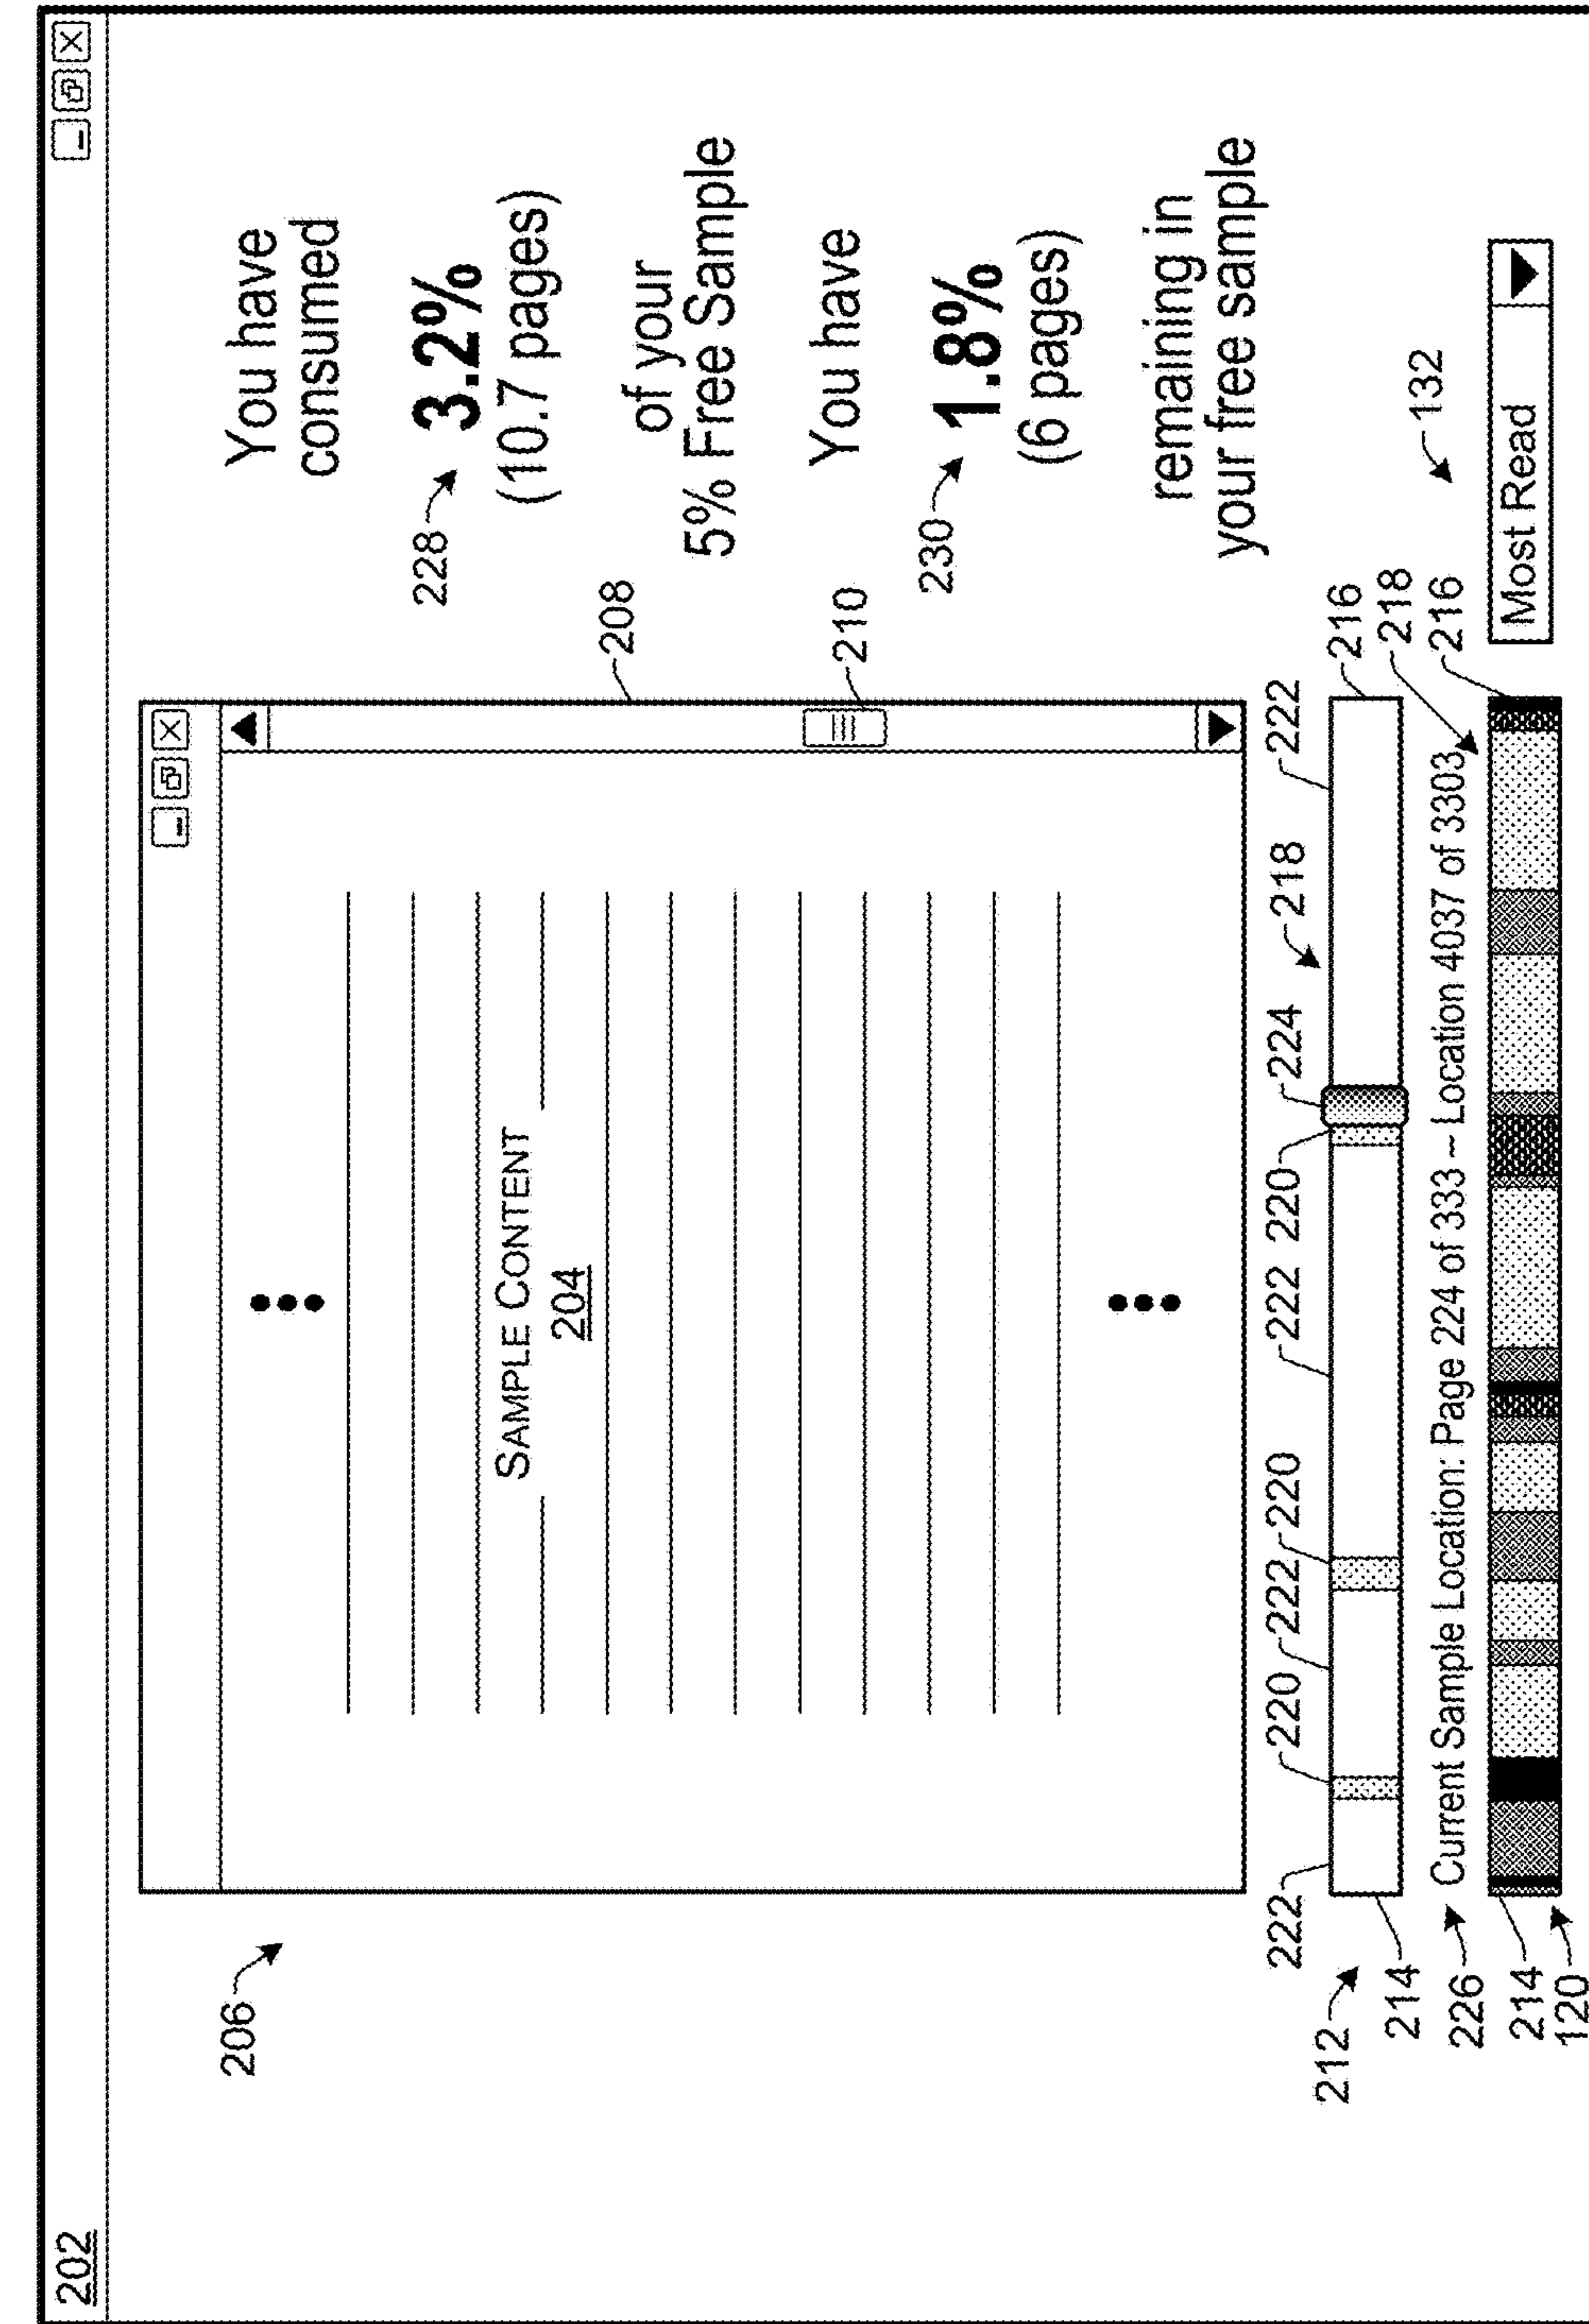 202
206
You have
consumed
228
3.2%
(10.7 pages)
of your
5% Free Sample
208
You have
210
230
1.8%
(6 pages)
remaining in
your free sample
SAMPLE CONTENT
204
222 220 222 220 222 220 224 218 222
212
214
216
218
226 Current Sample Location: Page 224 of 333 ~ Location 4037 of 3303
132
214
216
120
Most Read